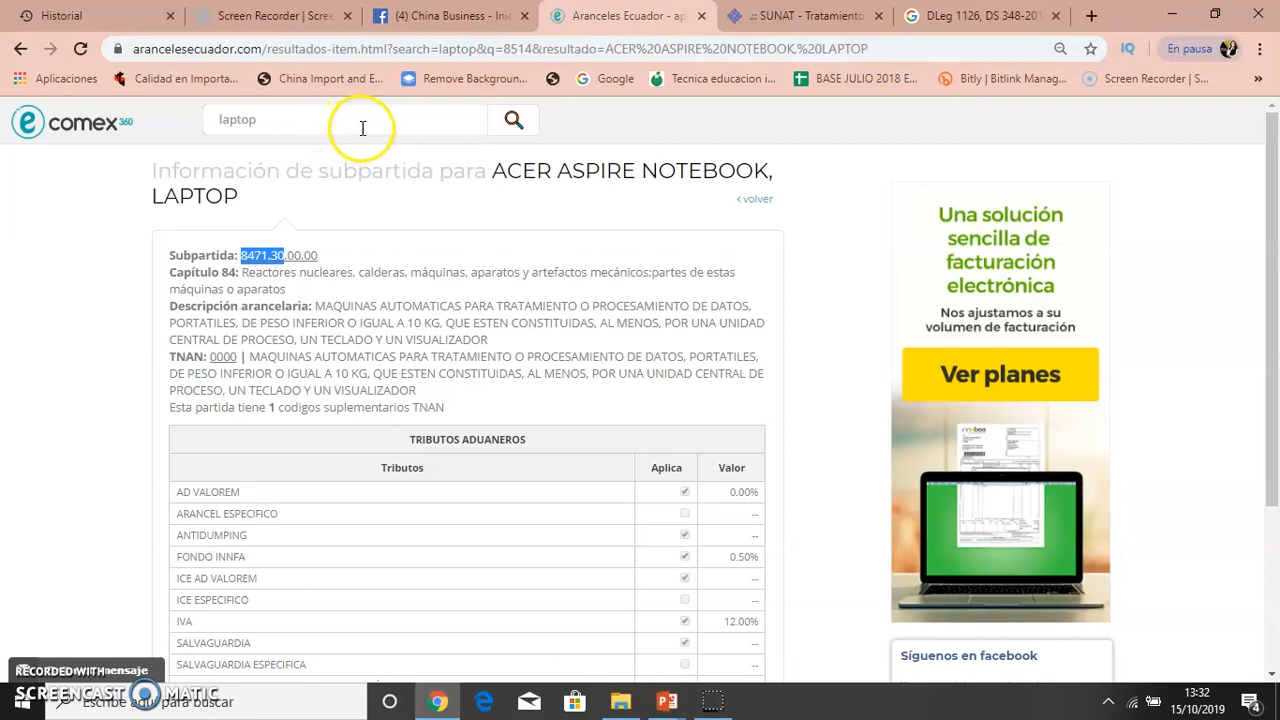 Historial
Screen Recorder | Scree
(4) China Business - Inic
Aranceles Ecuador - ap
.:: SUNAT - Tratamiento
DLeg 1126, DS 348-201
arancelesecuador.com/resultados-item.html?search=laptop&q=8514&resultado=ACER%20ASPIRE%20NOTEBOOK,%20LAPTOP
IQ
En pausa
Aplicaciones
Calidad en Importa...
China Import and E...
Remove Background...
Google
Tecnica educacion i...
BASE JULIO 2018 E...
Bitly | Bitlink Manag...
Screen Recorder | S...
comex360
laptop
Información de subpartida para ACER ASPIRE NOTEBOOK,
LAPTOP
‹ volver
Subpartida: 8471.30.00.00
Capítulo 84: Reactores nucleres, calderas, máquinas, aparatos y artefactos mecánicos;partes de estas
máquinas o aparatos
Descripción arancelaria: MAQUINAS AUTOMATICAS PARA TRATAMIENTO O PROCESAMIENTO DE DATOS,
PORTATILES, DE PESO INFERIOR O IGUAL A 10 KG, QUE ESTEN CONSTITUIDAS, AL MENOS, POR UNA UNIDAD
CENTRAL DE PROCESO, UN TECLADO Y UN VISUALIZADOR
TNAN: 0000 | MAQUINAS AUTOMATICAS PARA TRATAMIENTO O PROCESAMIENTO DE DATOS, PORTATILES,
DE PESO INFERIOR O IGUAL A 10 KG, QUE ESTEN CONSTITUIDAS, AL MENOS, POR UNA UNIDAD CENTRAL DE
PROCESO, UN TECLADO Y UN VISUALIZADOR
Esta partida tiene 1 codigos suplementarios TNAN
TRIBUTOS ADUANEROS
Tributos Aplica Valor
AD VALOREM 0.00%
ARANCEL ESPECIFICO --
ANTIDUMPING --
FONDO INNFA 0.50%
ICE AD VALOREM --
ICE ESPECIFICO --
IVA 12.00%
SALVAGUARDIA --
SALVAGUARDIA ESPECIFICA --
Una solución
sencilla de
facturación
electrónica
Nos ajustamos a su
volumen de facturación
Ver planes
Síguenos en facebook
RECORDED WITH
mensaje
SCREENCAST MATIC
Escribe aquí para buscar
13:32
15/10/2019
4